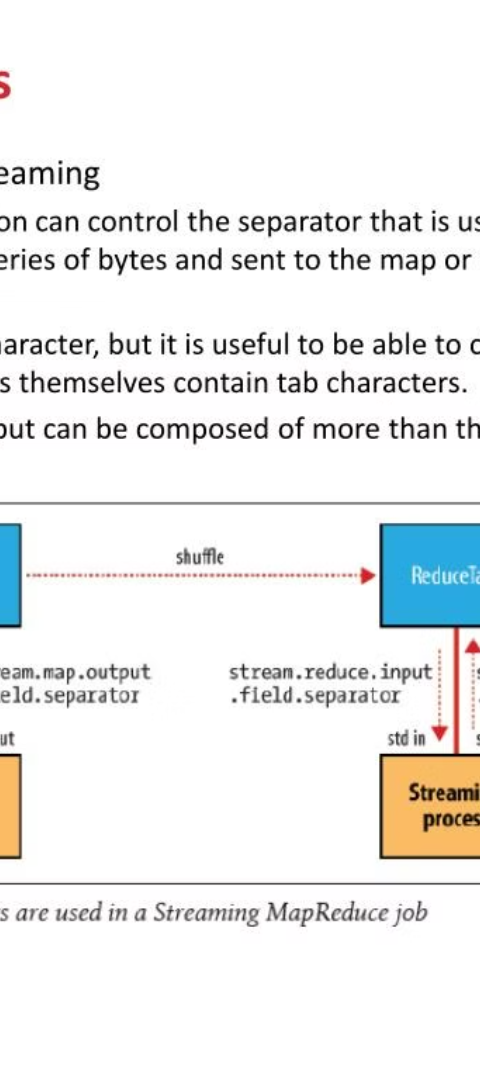 s
eaming
on can control the separator that is us
eries of bytes and sent to the map or
aracter, but it is useful to be able to c
s themselves contain tab characters.
out can be composed of more than th
shuffle
ReduceTa
eam.map.output
eld.separator
stream.reduce.input
.field.separator
s
ut
std in
s
Streami
proces
s are used in a Streaming MapReduce job